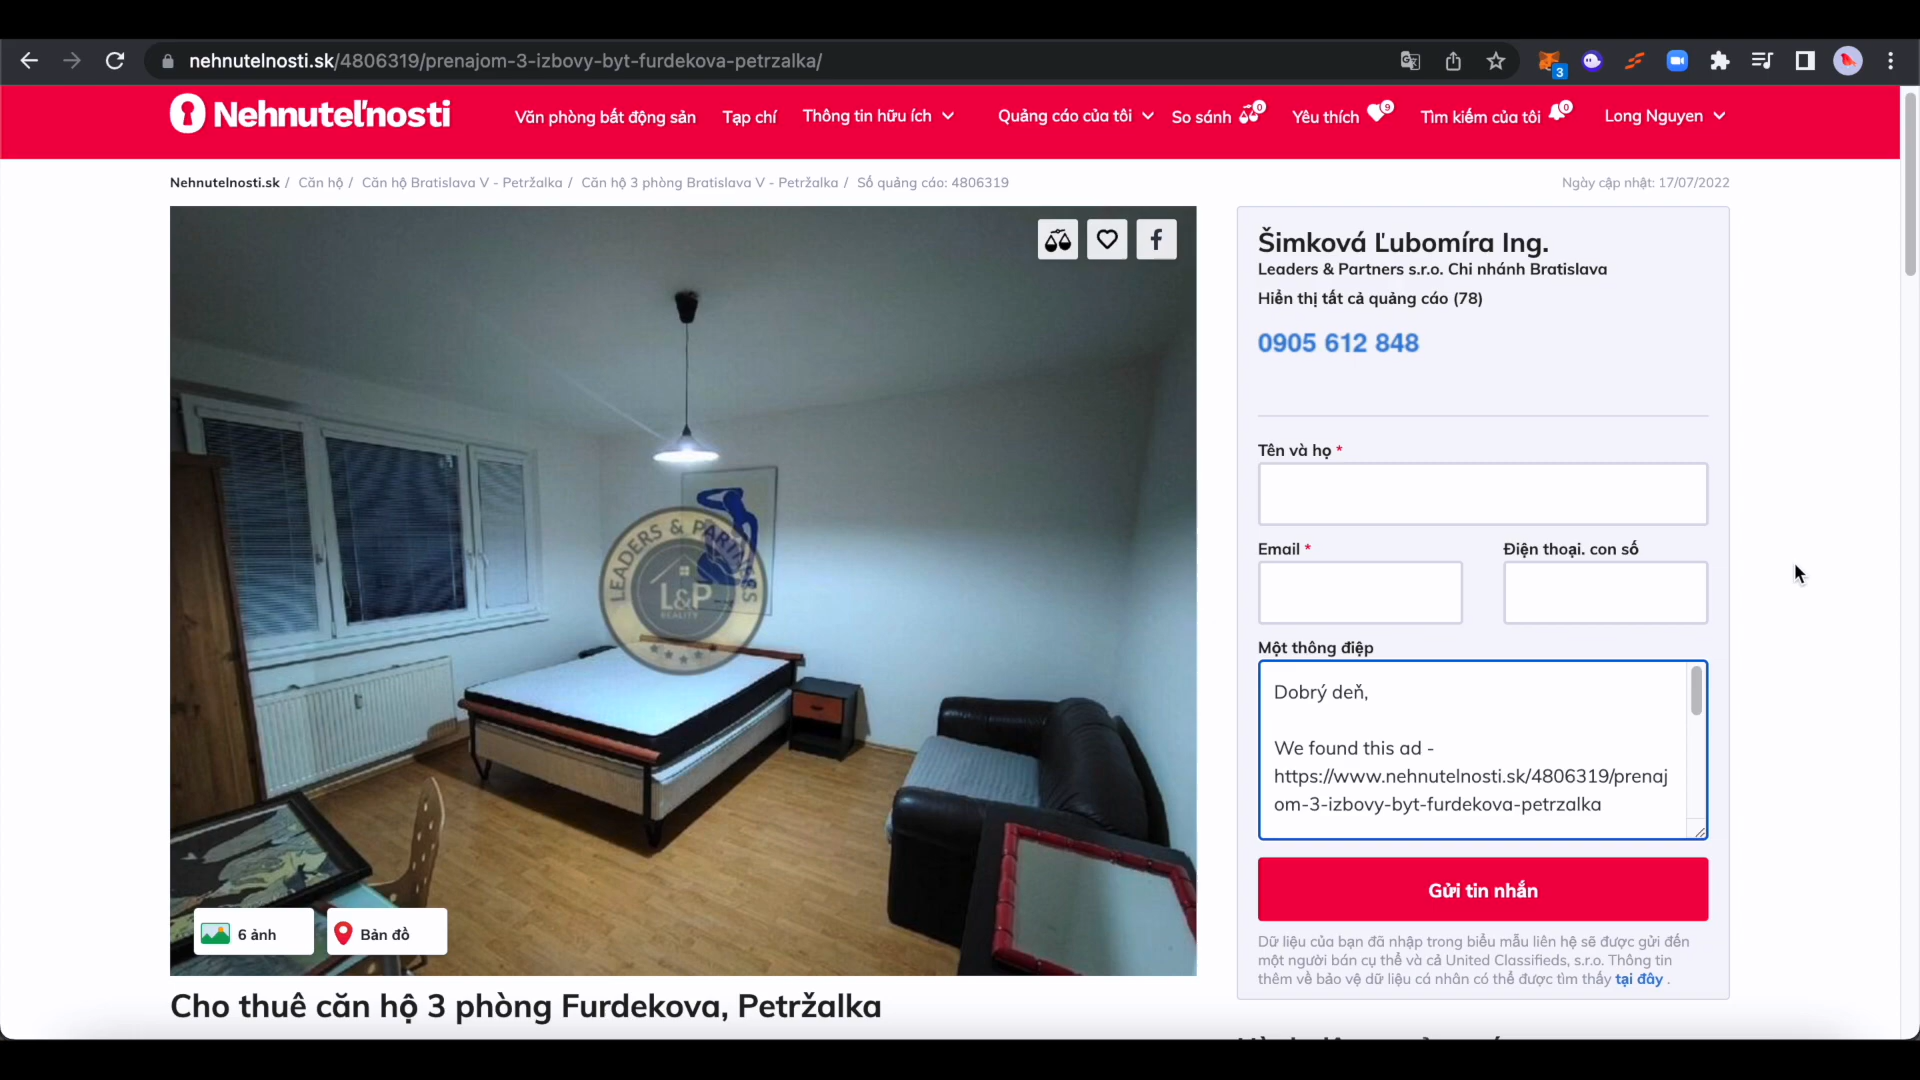 nehnutelnosti.sk/4806319/prenajom-3-izbovy-byt-furdekova-petrzalka/
3
Nehnuteľnosti
Văn phòng bất động sản
Tạp chí
Thông tin hữu ích
Quảng cáo của tôi
So sánh 0
Yêu thích 9
Tìm kiếm của tôi 0
Long Nguyen
Nehnutelnosti.sk / Căn hộ / Căn hộ Bratislava V - Petržalka / Căn hộ 3 phòng Bratislava V - Petržalka / Số quảng cáo: 4806319
Ngày cập nhật: 17/07/2022
LEADERS & PARTNERS
L&P
REALITY
6 ảnh
Bản đồ
Cho thuê căn hộ 3 phòng Furdekova, Petržalka
Šimková Ľubomíra Ing.
Leaders & Partners s.r.o. Chi nhánh Bratislava
Hiển thị tất cả quảng cáo (78)
0905 612 848
Tên và họ *
Email *
Điện thoại. con số
Một thông điệp
Dobrý deň,
We found this ad -
https://www.nehnutelnosti.sk/4806319/prenaj
om-3-izbovy-byt-furdekova-petrzalka
Gửi tin nhắn
Dữ liệu của bạn đã nhập trong biểu mẫu liên hệ sẽ được gửi đến
một người bán cụ thể và cả United Classifieds, s.r.o. Thông tin
thêm về bảo vệ dữ liệu cá nhân có thể được tìm thấy tại đây .